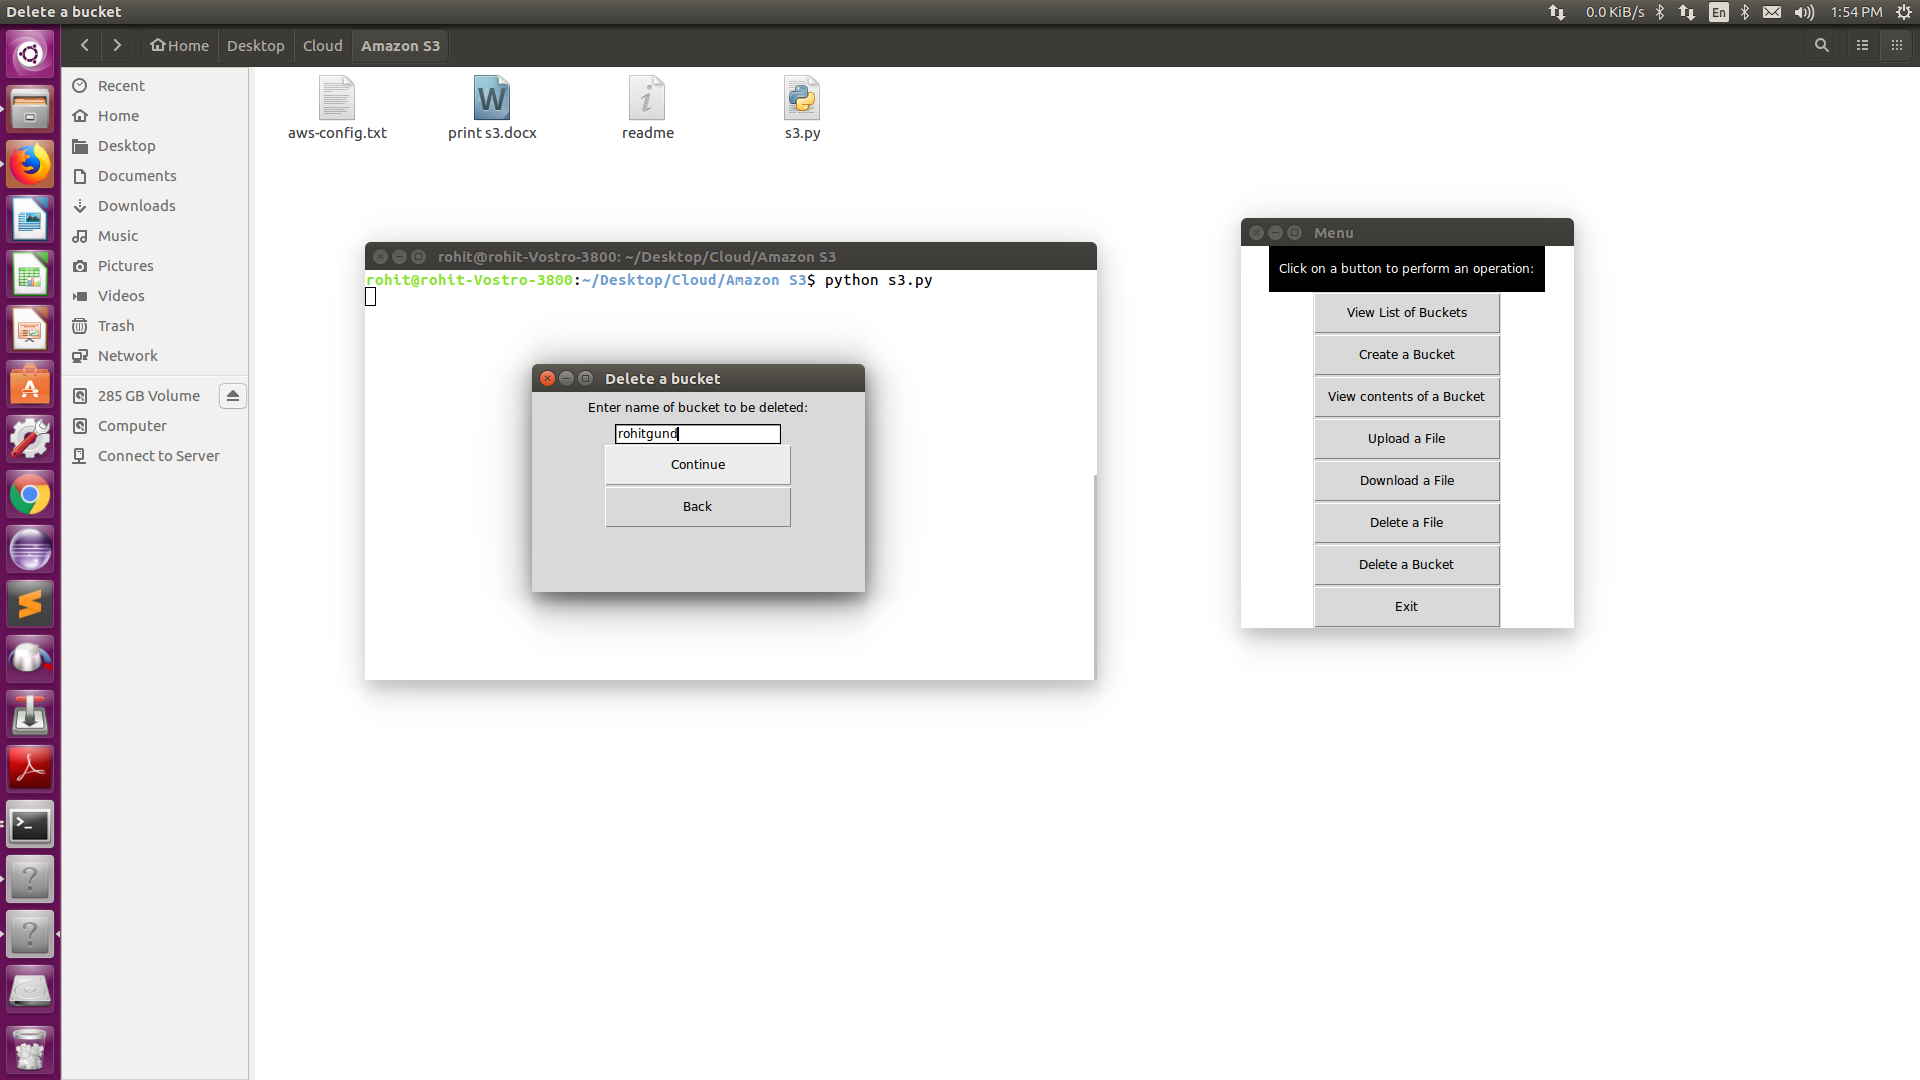 Delete a bucket
0.0 KiB/s
En
1:54 PM
Home
Desktop
Cloud
Amazon S3
Recent
Home
Desktop
Documents
Downloads
Music
Pictures
Videos
Trash
Network
285 GB Volume
Computer
Connect to Server
aws-config.txt
print s3.docx
readme
s3.py
rohit@rohit-Vostro-3800: ~/Desktop/Cloud/Amazon S3
rohit@rohit-Vostro-3800:~/Desktop/Cloud/Amazon S3$ python s3.py
Delete a bucket
Enter name of bucket to be deleted:
rohitgund
Continue
Back
Menu
Click on a button to perform an operation:
View List of Buckets
Create a Bucket
View contents of a Bucket
Upload a File
Download a File
Delete a File
Delete a Bucket
Exit